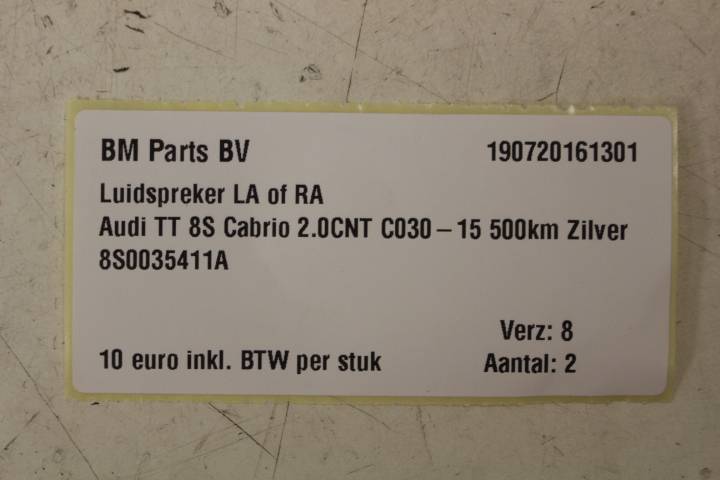 BM Parts BV 190720161301
Luidspreker LA of RA
Audi TT 8S Cabrio 2.0CNT C030 – 15 500km Zilver
8S0035411A
Verz: 8
10 euro inkl. BTW per stuk Aantal: 2